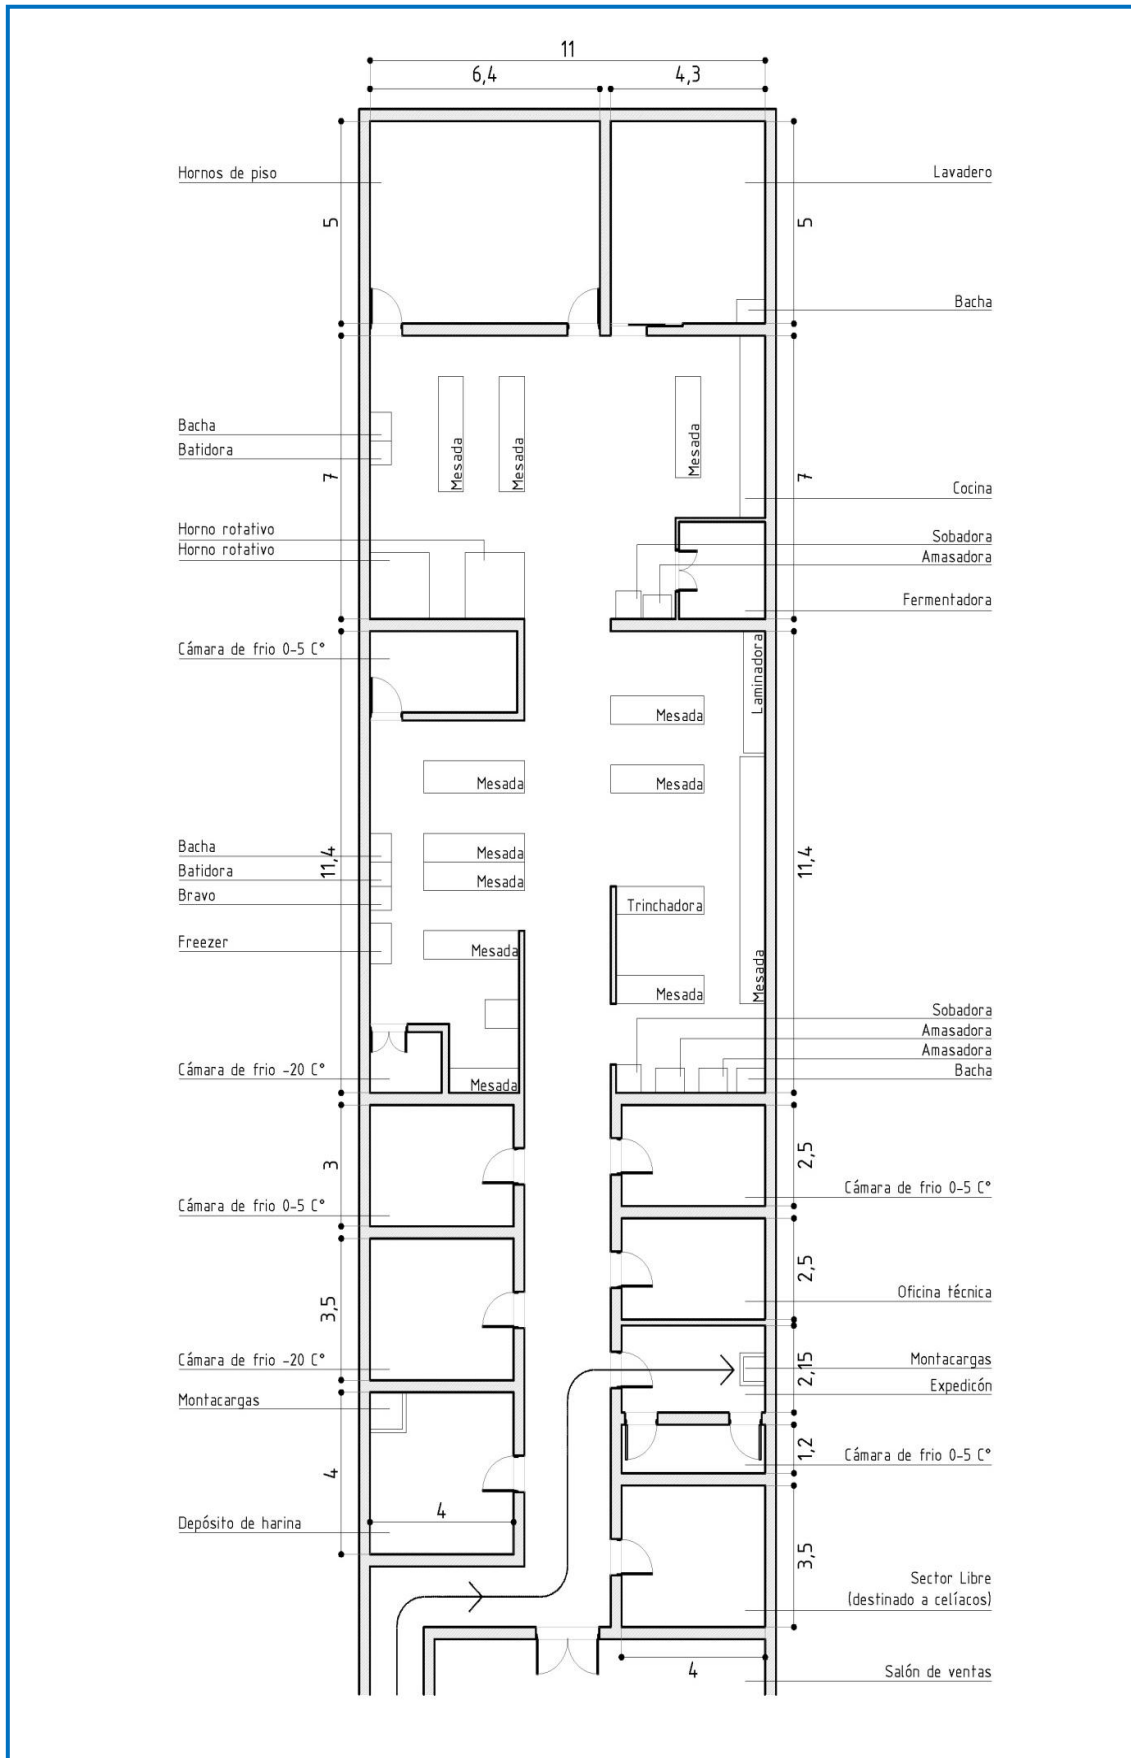 11
6,4
4,3
Hornos de piso
Lavadero
5
5
Bacha
Mesada
Mesada
Mesada
Bacha
Batidora
7
7
Cocina
Horno rotativo
Horno rotativo
Sobadora
Amasadora
Fermentadora
Cámara de frio 0-5 C°
Laminadora
Mesada
Mesada
Mesada
Mesada
Mesada
11,4
11,4
Bacha
Batidora
Bravo
Trinchadora
Freezer
Mesada
Mesada
Mesada
Sobadora
Amasadora
Amasadora
Bacha
Cámara de frio -20 C°
Mesada
3
2,5
Cámara de frio 0-5 C°
Cámara de frio 0-5 C°
3,5
2,5
Oficina técnica
Cámara de frio -20 C°
2,15
Montacargas
Expedicón
Montacargas
1,2
Cámara de frio 0-5 C°
4
4
Depósito de harina
3,5
Sector Libre
(destinado a celíacos)
4
Salón de ventas